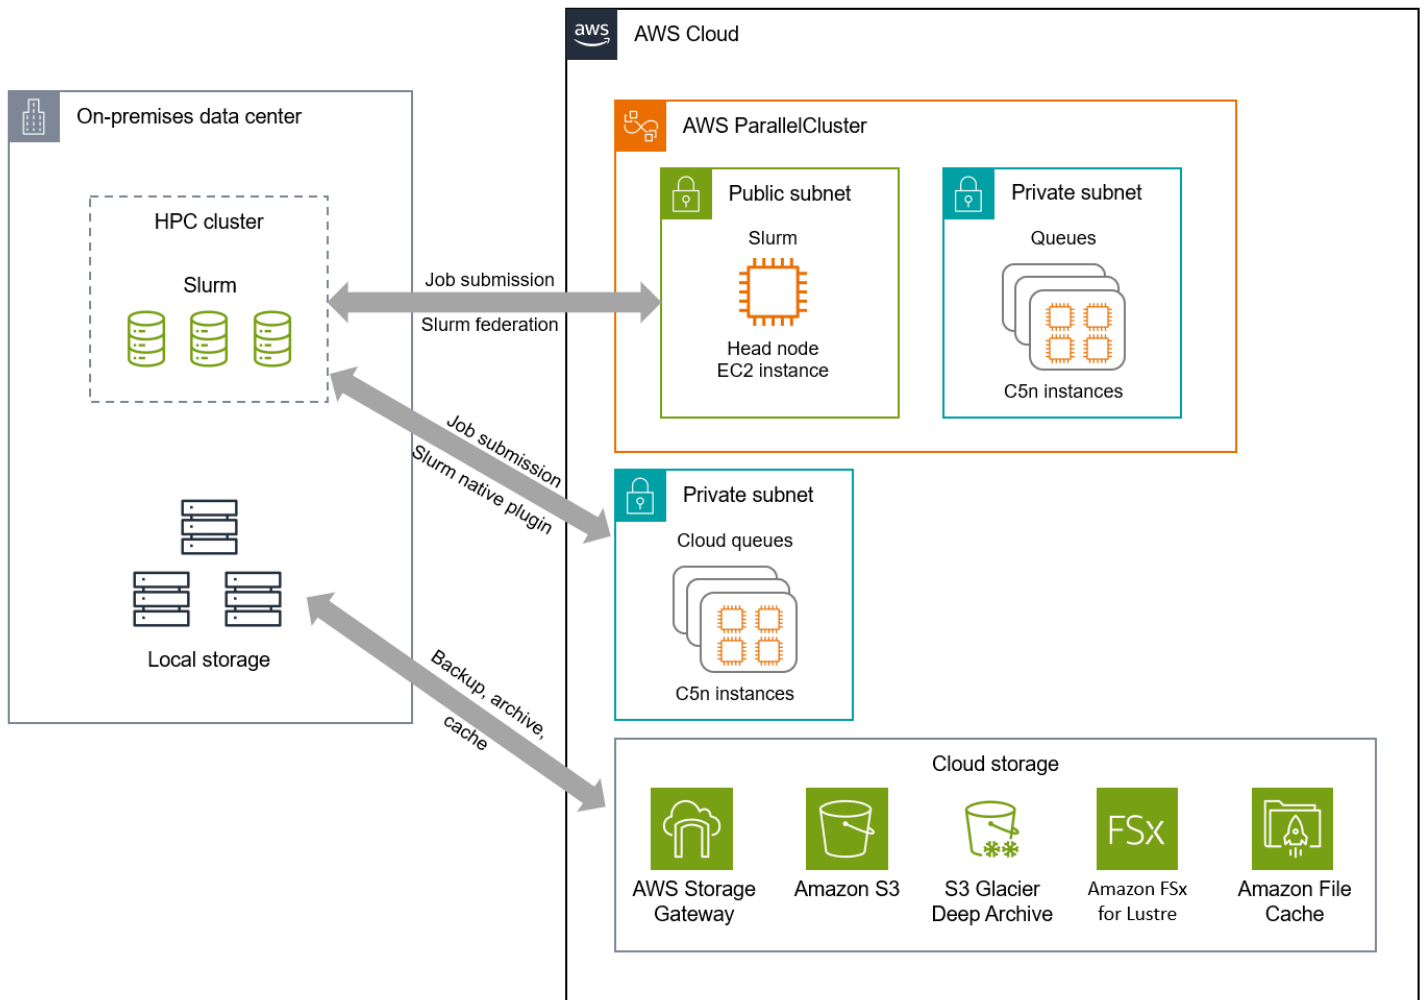 aws
AWS Cloud
On-premises data center
AWS ParallelCluster
HPC cluster
Slurm
Job submission
Slurm federation
Public subnet
Slurm
Head node
EC2 instance
Private subnet
Queues
C5n instances
Job submission
Slurm native plugin
Private subnet
Cloud queues
C5n instances
Local storage
Backup, archive,
cache
Cloud storage
AWS Storage
Gateway
Amazon S3
S3 Glacier
Deep Archive
FSx
Amazon FSx
for Lustre
Amazon File
Cache